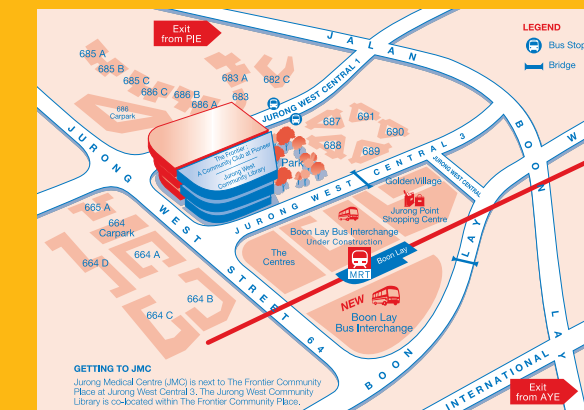 Exit
from PIE
LEGEND
Bus Stop
Bridge
JALAN
BOON
LAY
685 A
685 B
685 C
686 C
686 B
686 A
683 A
683
682 C
686
Carpark
JURONG WEST CENTRAL 1
687
691
690
688
689
The Frontier -
A Community Club at Pioneer
Jurong West
Community Library
Park
JURONG WEST CENTRAL 3
JURONG WEST CENTRAL
JURONG WEST STREET 64
GoldenVillage
Jurong Point
Shopping Centre
Boon Lay Bus Interchange
Under Construction
The
Centres
Boon Lay
MRT
NEW
Boon Lay
Bus Interchange
665 A
664
Carpark
664 A
664 D
664 B
664 C
BOON LAY
W
INTERNATIONAL
Exit
from AYE
GETTING TO JMC
Jurong Medical Centre (JMC) is next to The Frontier Community
Place at Jurong West Central 3. The Jurong West Community
Library is co-located within The Frontier Community Place.